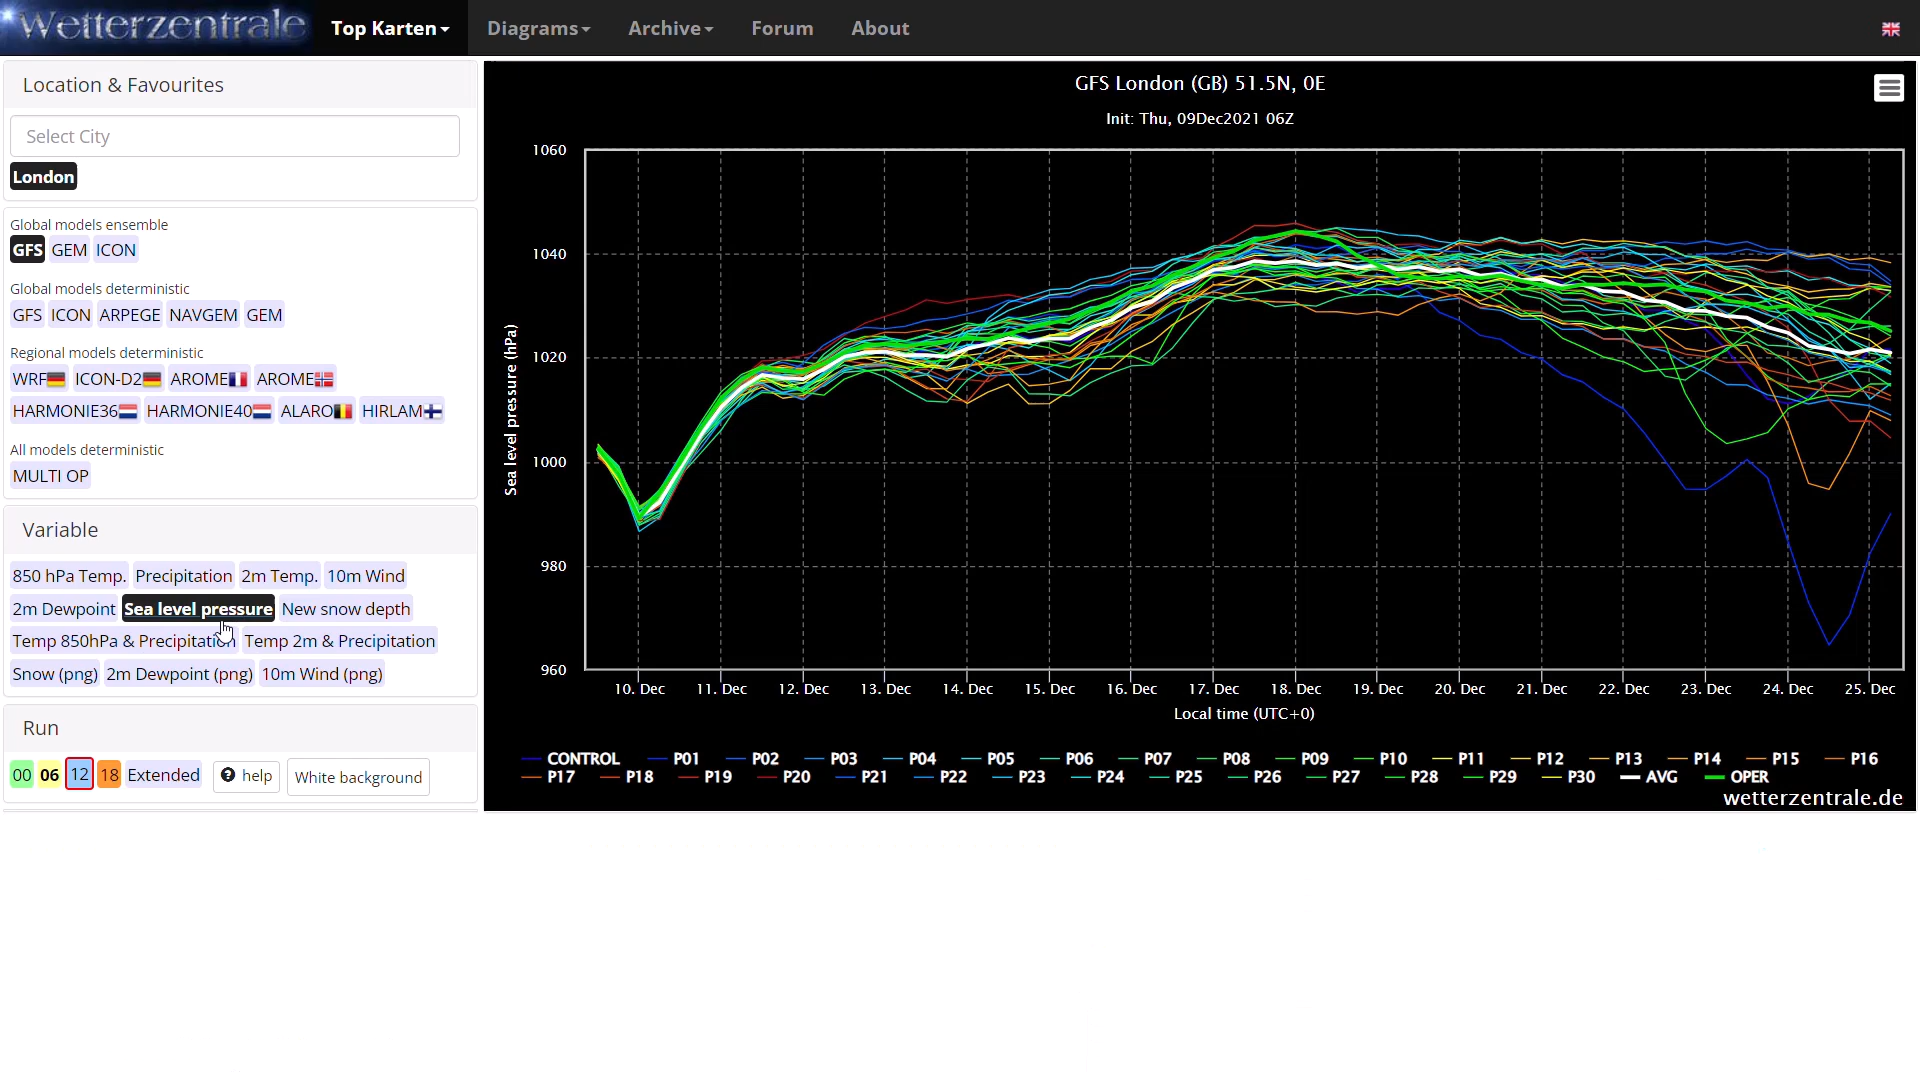 Wetterzentrale Top Karten Diagrams Archive Forum About
Location & Favourites
Select City
London
Global models ensemble
GFS GEM ICON
Global models deterministic
GFS ICON ARPEGE NAVGEM GEM
Regional models deterministic
WRF ICON-D2 AROME AROME
HARMONIE36 HARMONIE40 ALARO HIRLAM
All models deterministic
MULTI OP
Variable
850 hPa Temp. Precipitation 2m Temp. 10m Wind
2m Dewpoint Sea level pressure New snow depth
Temp 850hPa & Precipitation Temp 2m & Precipitation
Snow (png) 2m Dewpoint (png) 10m Wind (png)
Run
00 06 12 18 Extended help White background
GFS London (GB) 51.5N, 0E
Init: Thu, 09Dec2021 06Z
Sea level pressure (hPa)
1060
1040
1020
1000
980
960
10. Dec 11. Dec 12. Dec 13. Dec 14. Dec 15. Dec 16. Dec 17. Dec 18. Dec 19. Dec 20. Dec 21. Dec 22. Dec 23. Dec 24. Dec 25. Dec
Local time (UTC+0)
CONTROL P01 P02 P03 P04 P05 P06 P07 P08 P09 P10 P11 P12 P13 P14 P15 P16
P17 P18 P19 P20 P21 P22 P23 P24 P25 P26 P27 P28 P29 P30 AVG OPER
wetterzentrale.de